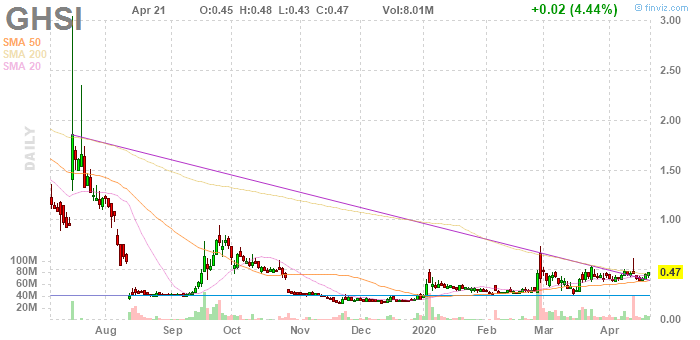 GHSI Apr 21 O:0.45 H:0.48 L:0.43 C:0.47 Vol:8.01M +0.02 (4.44%) © finviz.com
SMA 50
SMA 200
SMA 20
DAILY
3.00
2.50
2.00
1.50
1.00
0.47
0.00
100M
80M
60M
40M
20M
Aug Sep Oct Nov Dec 2020 Feb Mar Apr